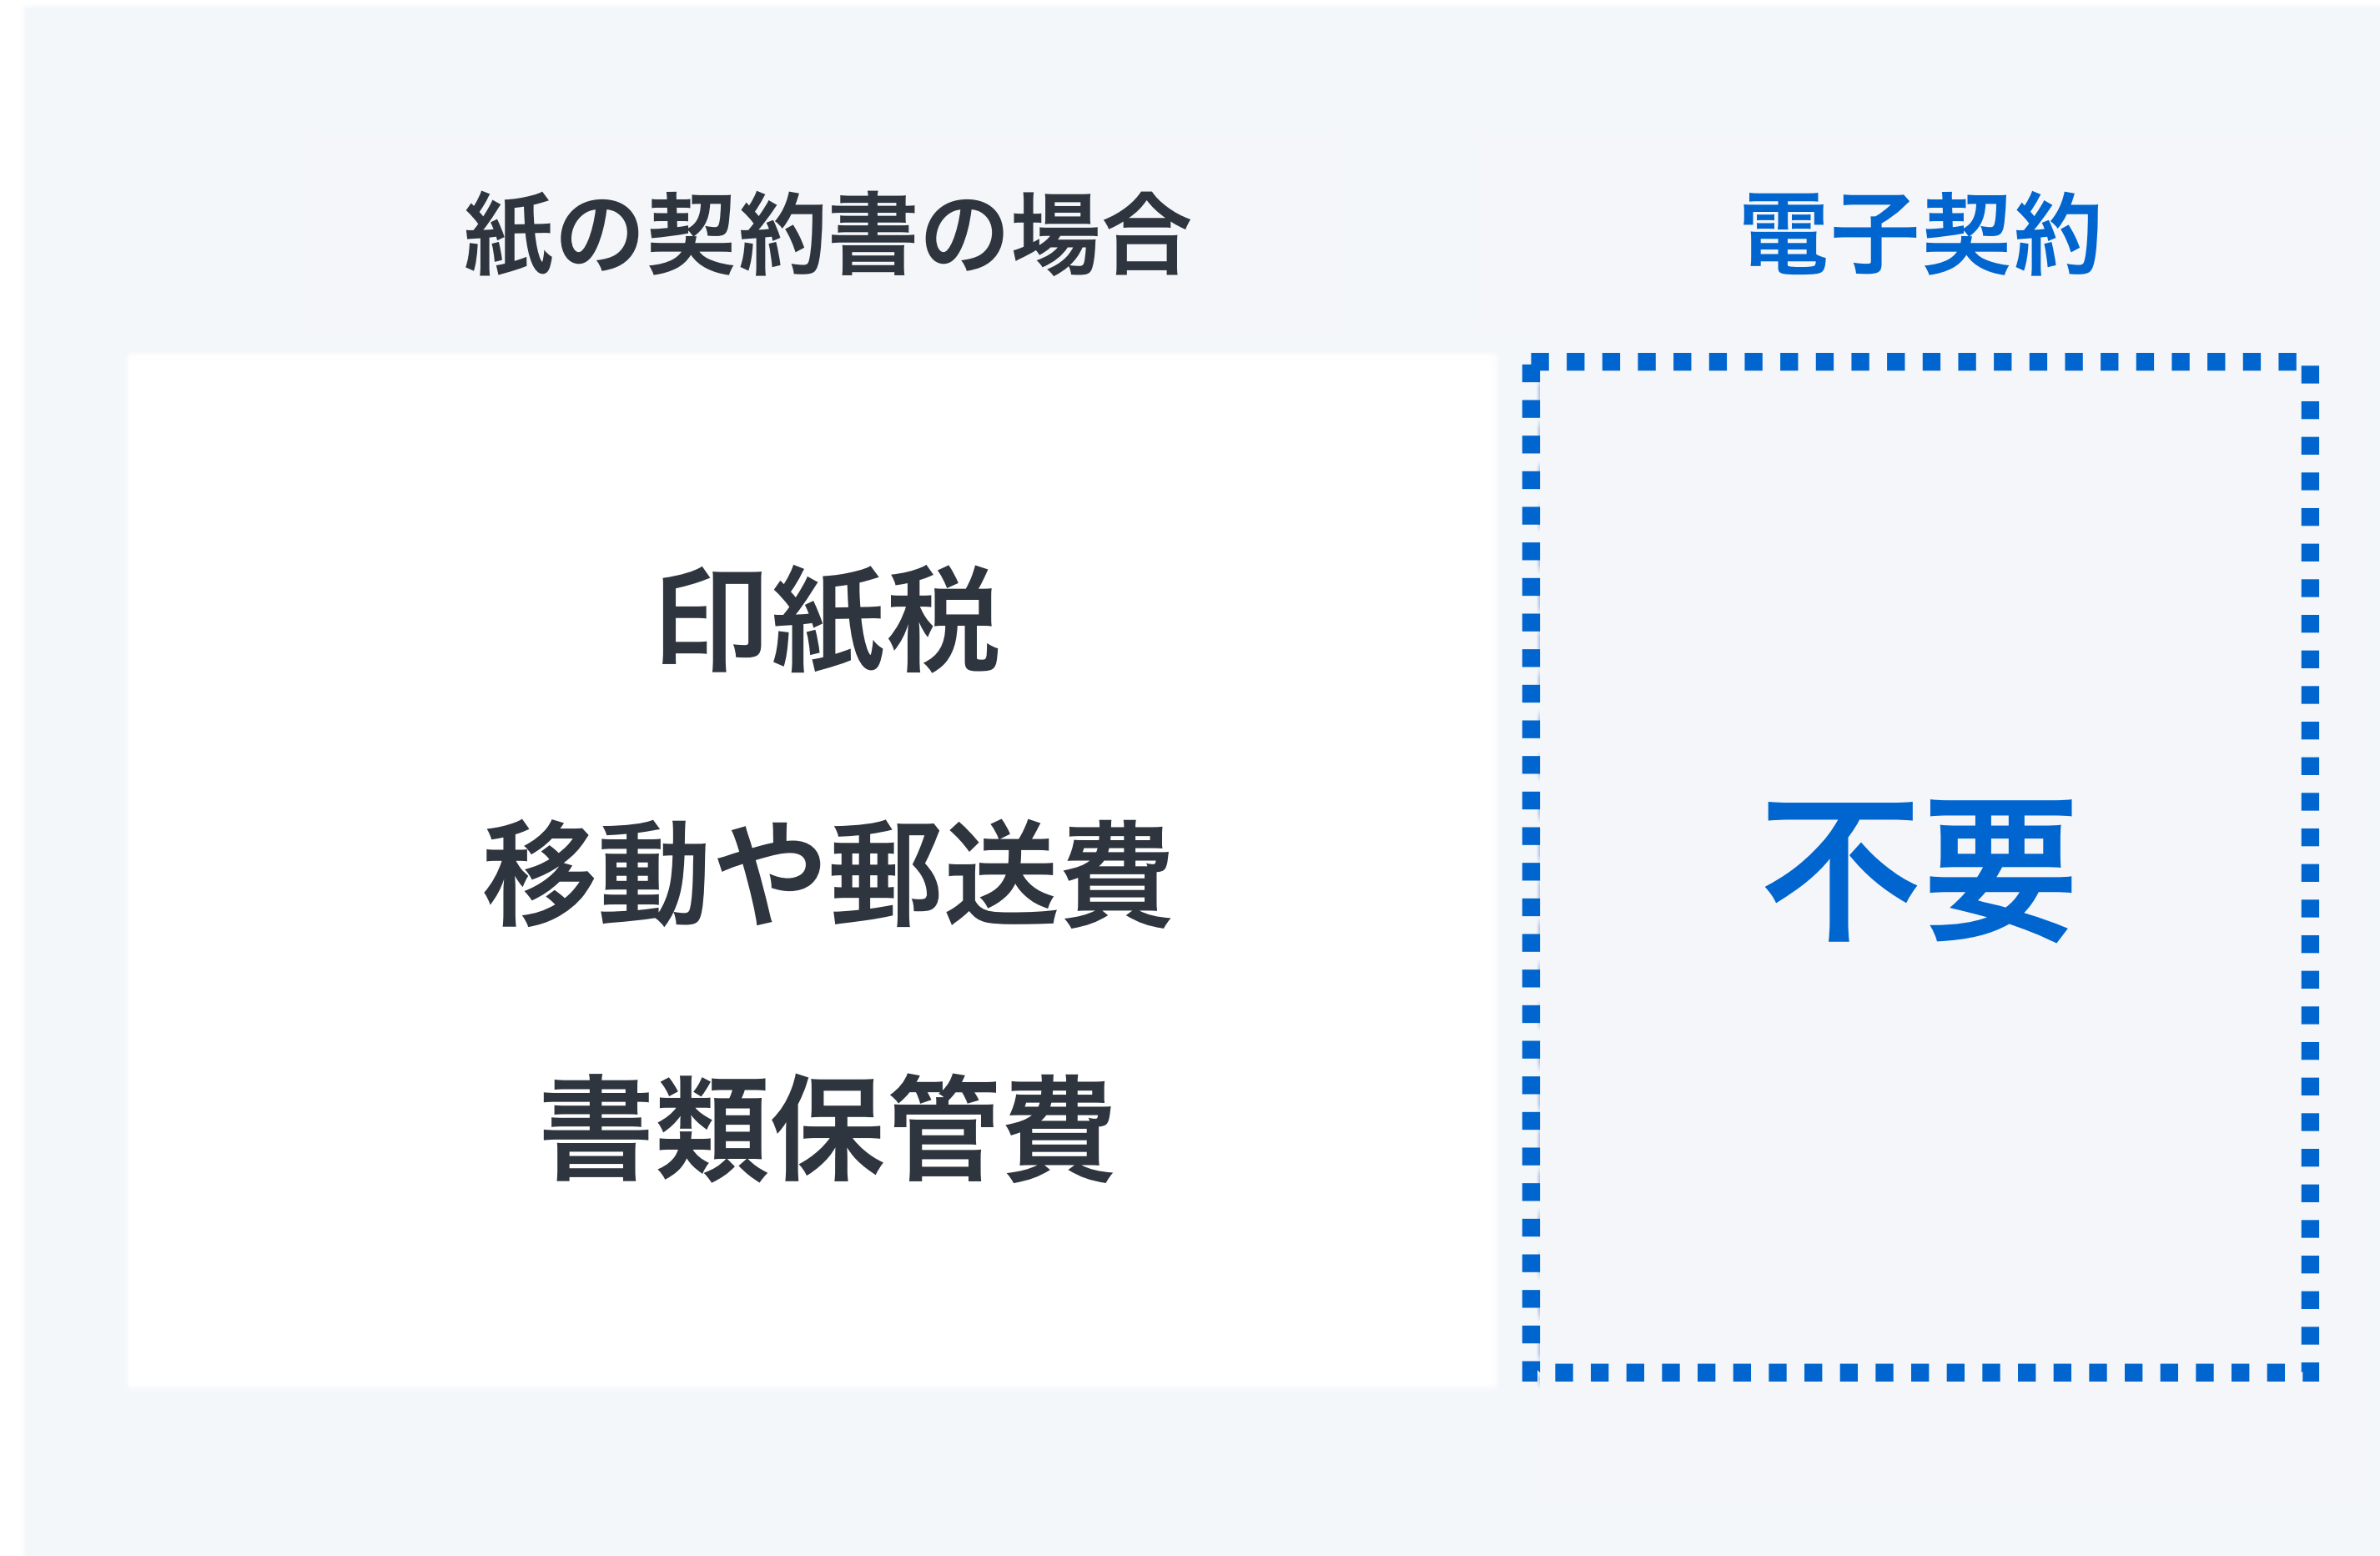 紙の契約書の場合
電子契約
印紙税
移動や郵送費
書類保管費
不要